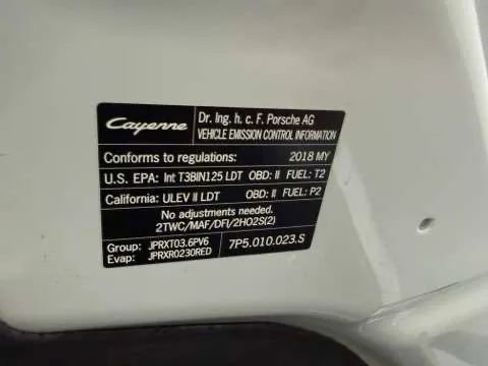 Cayenne
Dr. Ing. h. c. F. Porsche AG
VEHICLE EMISSION CONTROL INFORMATION
Conforms to regulations: 2018 MY
U.S. EPA: Int T3BIN125 LDT OBD: II FUEL: T2
California: ULEV II LDT OBD: II FUEL: P2
No adjustments needed.
2TWC/MAF/DFI/2HO2S(2)
Group: JPRXT03.6PV6
Evap: JPRXR0230RED
7P5.010.023.S